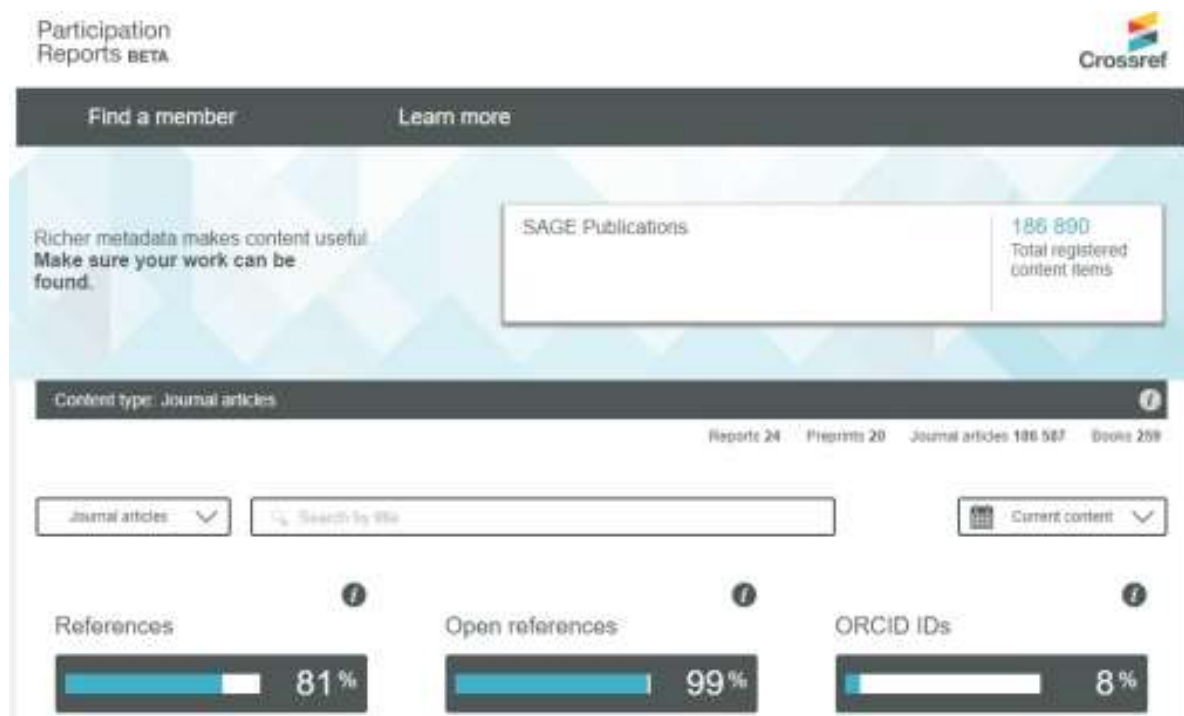 Participation
Reports BETA
Crossref
Find a member
Learn more
Richer metadata makes content useful
Make sure your work can be
found.
SAGE Publications
186 890
Total registered
content items
Content type: Journal articles
Reports 24
Preprints 20
Journal articles 186 587
Books 259
Journal articles
Search by title
Current content
References
Open references
ORCID IDs
81 %
99 %
8 %